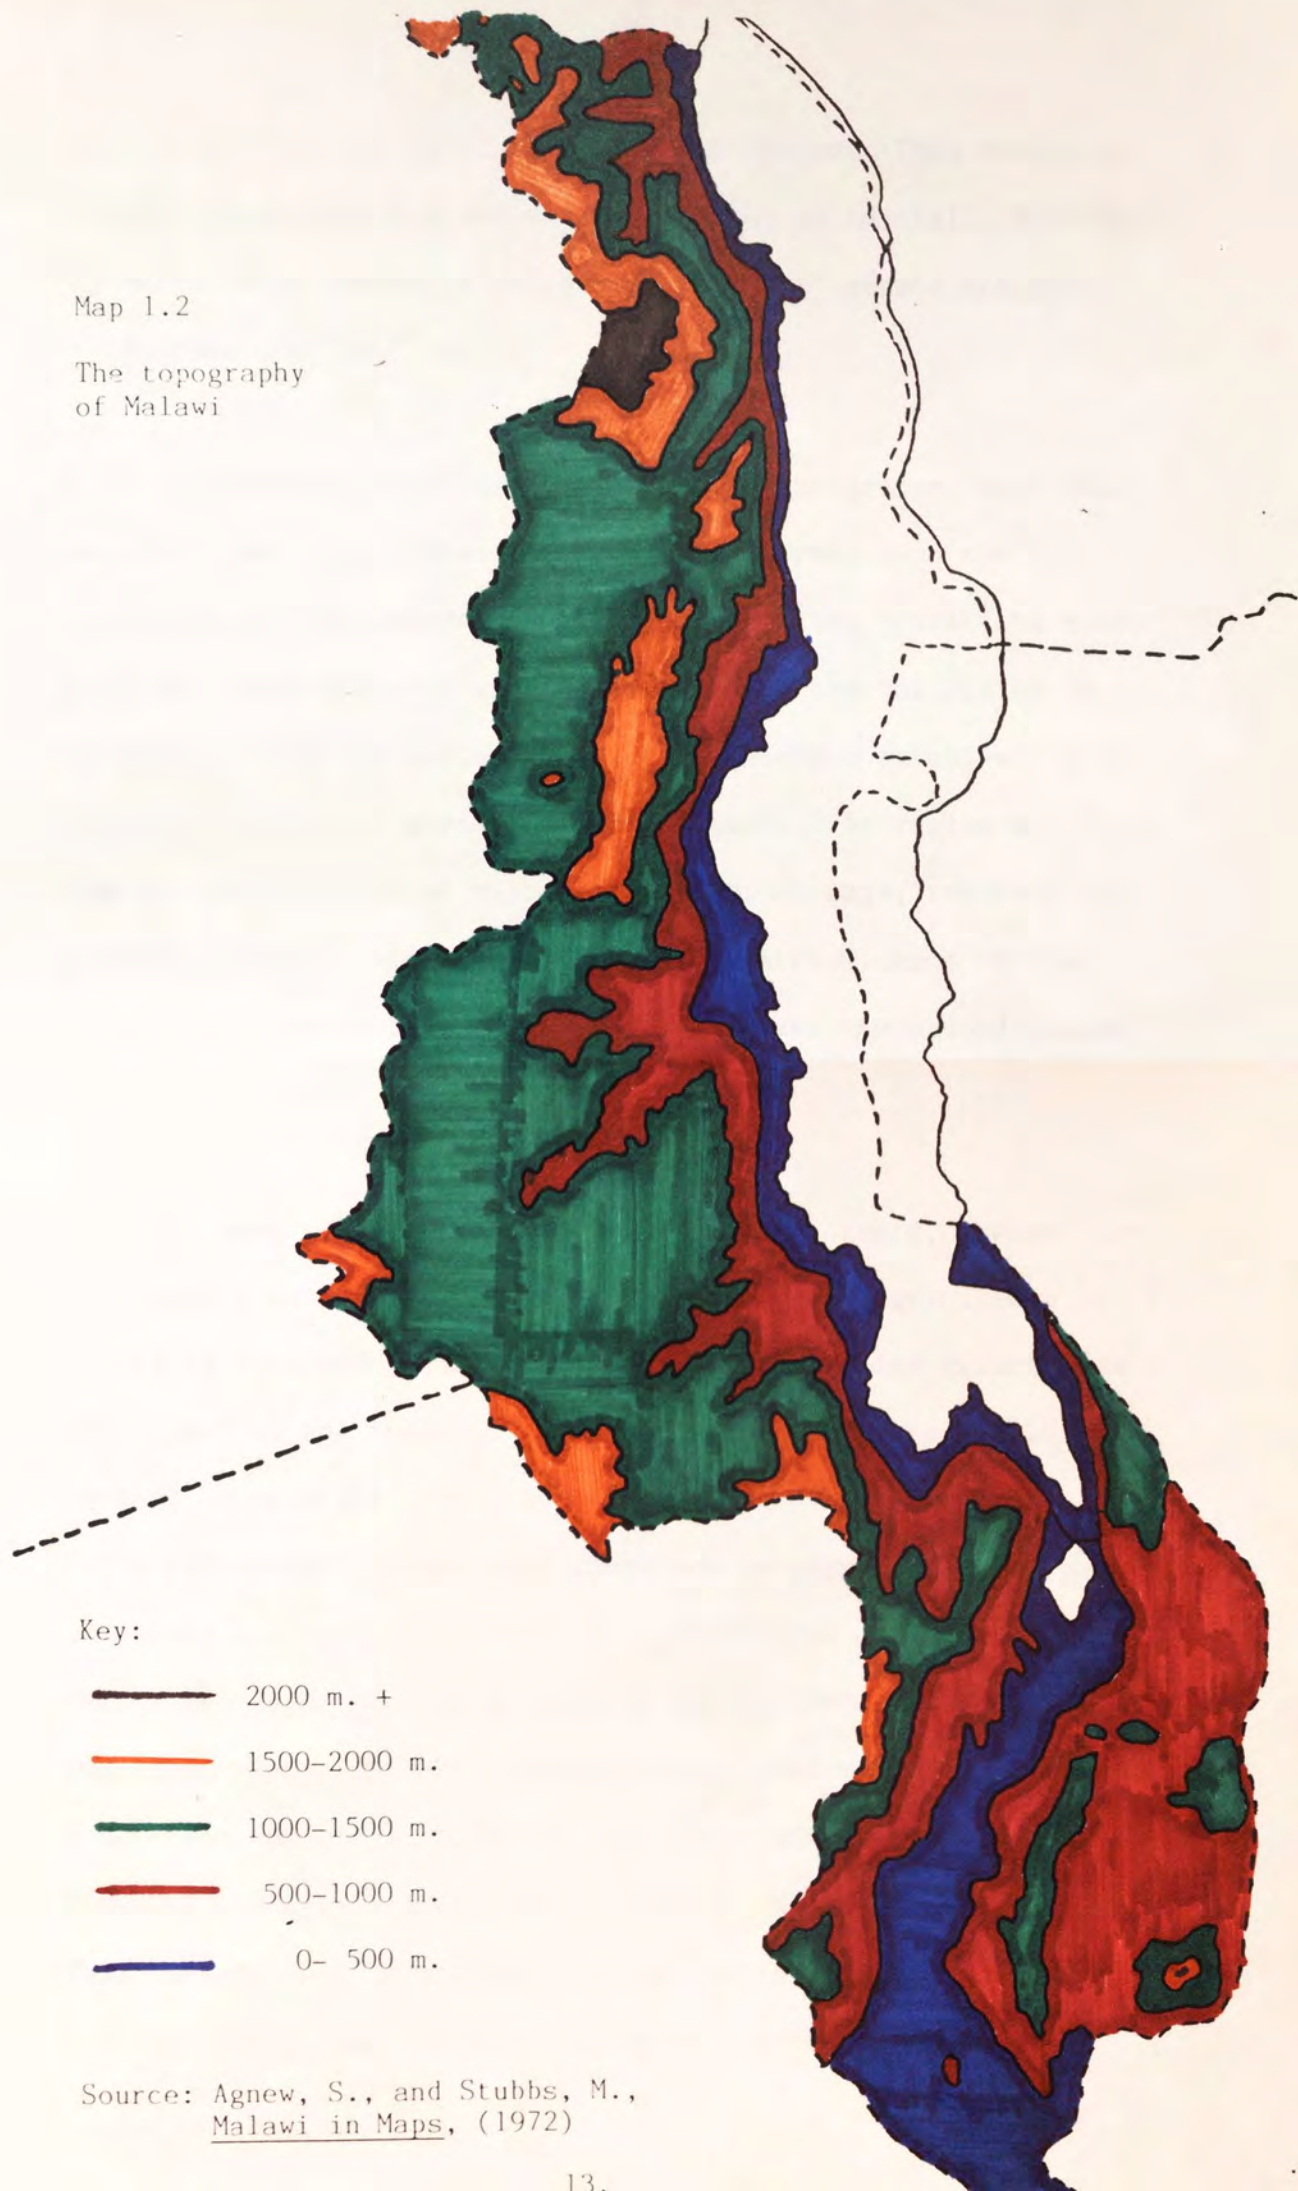 Map 1.2
The topography
of Malawi
Key:
2000 m. +
1500-2000 m.
1000-1500 m.
500-1000 m.
0- 500 m.
Source: Agnew, S., and Stubbs, M.,
Malawi in Maps, (1972)
13.